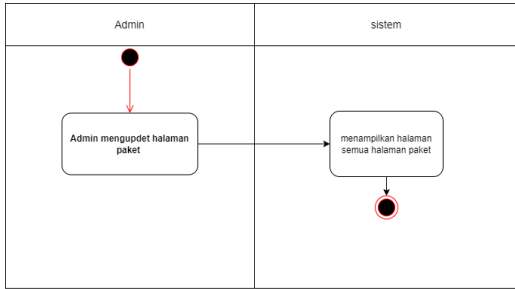 Admin
sistem
Admin mengupdet halaman
paket
menampilkan halaman
semua halaman paket